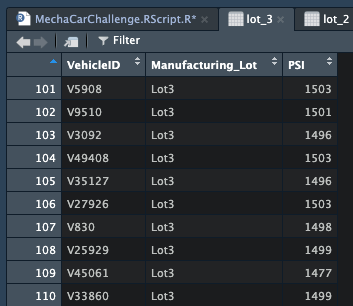 MechaCarChallenge.RScript.R* lot_3 lot_2
Filter
VehicleID Manufacturing_Lot PSI
101 V5908 Lot3 1503
102 V9510 Lot3 1501
103 V3092 Lot3 1496
104 V49408 Lot3 1503
105 V35127 Lot3 1496
106 V27926 Lot3 1503
107 V830 Lot3 1498
108 V25929 Lot3 1499
109 V45061 Lot3 1477
110 V33860 Lot3 1499